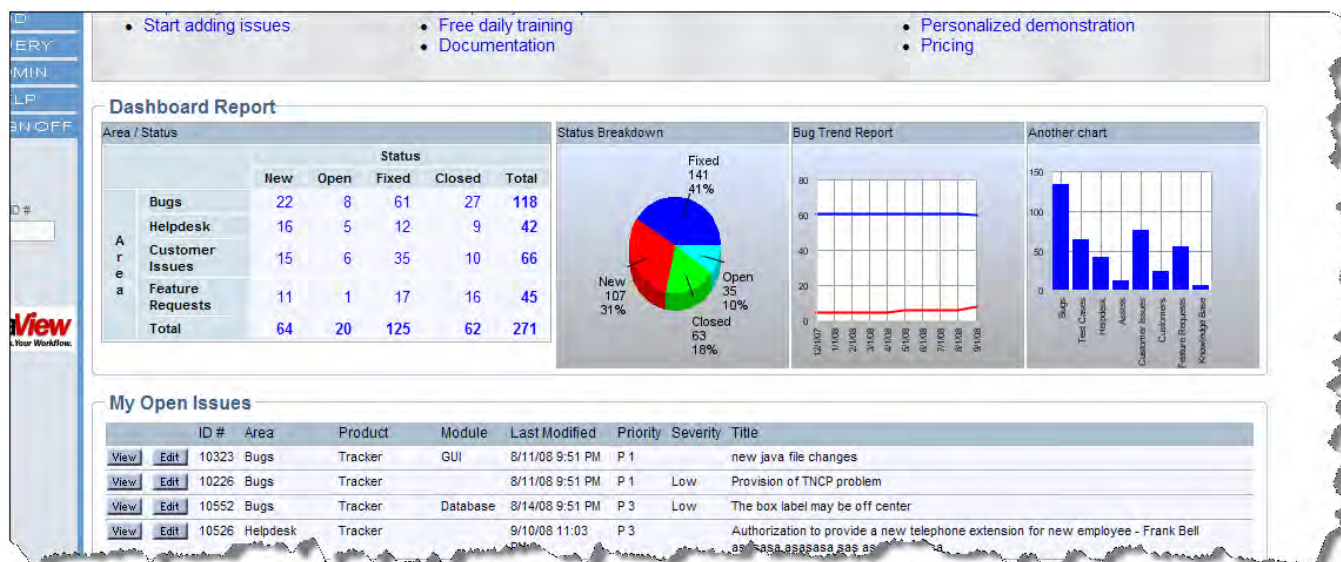 Start adding issues
Free daily training
Documentation
Personalized demonstration
Pricing
ERY
MIN
LP
GN OFF
ID #
View
s.Your Workflow.
Dashboard Report
Area / Status
Status
New Open Fixed Closed Total
Area
Bugs 22 8 61 27 118
Helpdesk 16 5 12 9 42
Customer
Issues 15 6 35 10 66
Feature
Requests 11 1 17 16 45
Total 64 20 125 62 271
Status Breakdown
Fixed
141
41%
New
107
31%
Open
35
10%
Closed
63
18%
Bug Trend Report
80
60
40
20
0
12/1/07
1/1/08
2/1/08
3/1/08
4/1/08
5/1/08
6/1/08
7/1/08
8/1/08
9/1/08
Another chart
150
100
50
0
Bugs
Test Cases
Helpdesk
Assets
Customer Issues
Customers
Feature Requests
Knowledge Base
My Open Issues
ID # Area Product Module Last Modified Priority Severity Title
View Edit 10323 Bugs Tracker GUI 8/11/08 9:51 PM P 1 new java file changes
View Edit 10226 Bugs Tracker 8/11/08 9:51 PM P 1 Low Provision of TNCP problem
View Edit 10552 Bugs Tracker Database 8/14/08 9:51 PM P 3 Low The box label may be off center
View Edit 10526 Helpdesk Tracker 9/10/08 11:03 P 3 Authorization to provide a new telephone extension for new employee - Frank Bell